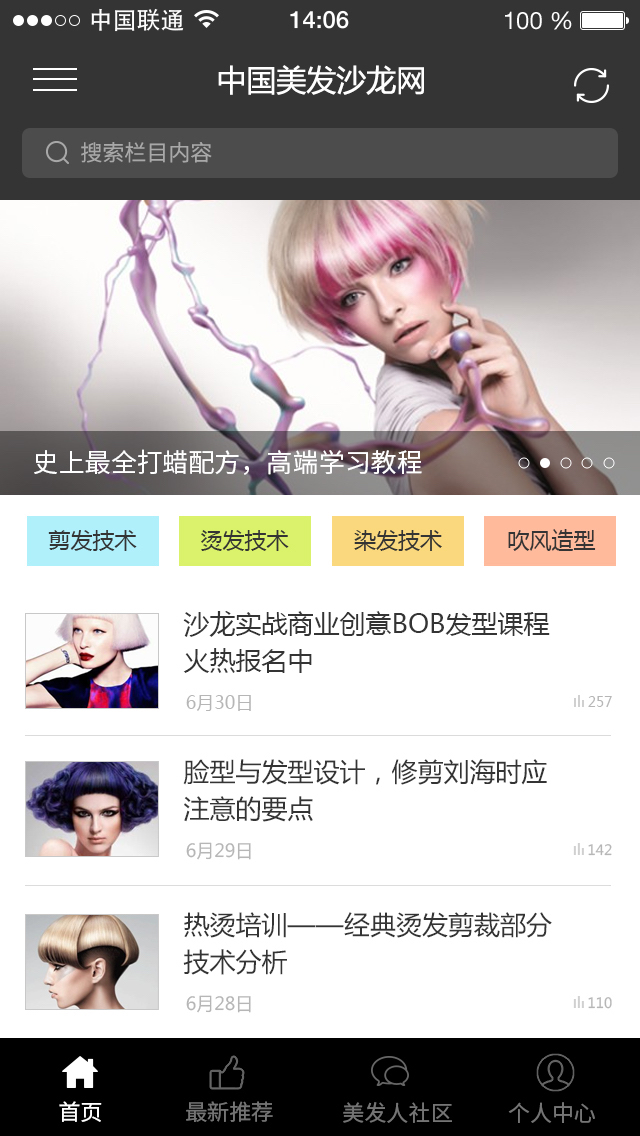 中国联通 14:06 100 %
中国美发沙龙网
搜索栏目内容
史上最全打蜡配方，高端学习教程
剪发技术 烫发技术 染发技术 吹风造型
沙龙实战商业创意BOB发型课程
火热报名中
6月30日 257
脸型与发型设计，修剪刘海时应
注意的要点
6月29日 142
热烫培训——经典烫发剪裁部分
技术分析
6月28日 110
首页 最新推荐 美发人社区 个人中心